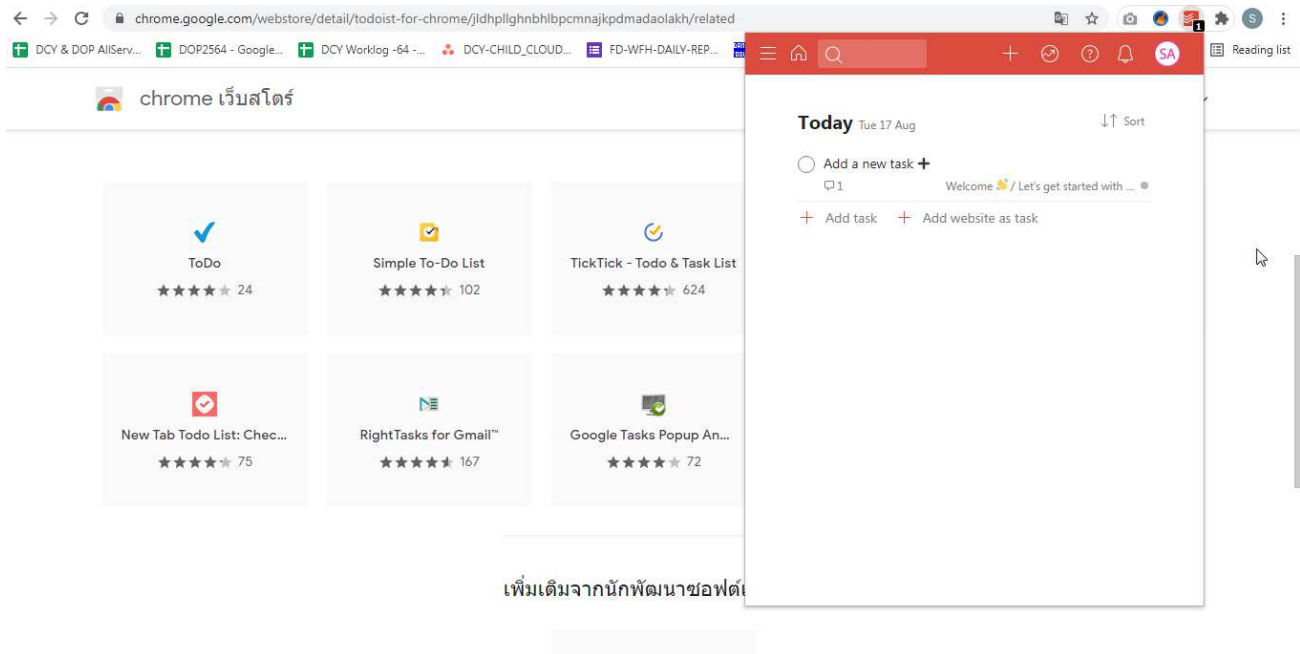 chrome.google.com/webstore/detail/todoist-for-chrome/jldhpllghnbhlbpcmnajkpdmadaolakh/related
1
S
DCY & DOP AllServ... DOP2564 - Google... DCY Worklog -64 -... DCY-CHILD_CLOUD... FD-WFH-DAILY-REP... Reading list
SA
chrome เว็บสโตร์
Today Tue 17 Aug
Sort
Add a new task
1 Welcome 👋 / Let's get started with ...
Add task Add website as task
ToDo Simple To-Do List TickTick - Todo & Task List
24 102 624
New Tab Todo List: Chec... RightTasks for Gmail™ Google Tasks Popup An...
75 167 72
เพิ่มเติมจากนักพัฒนาซอฟต์